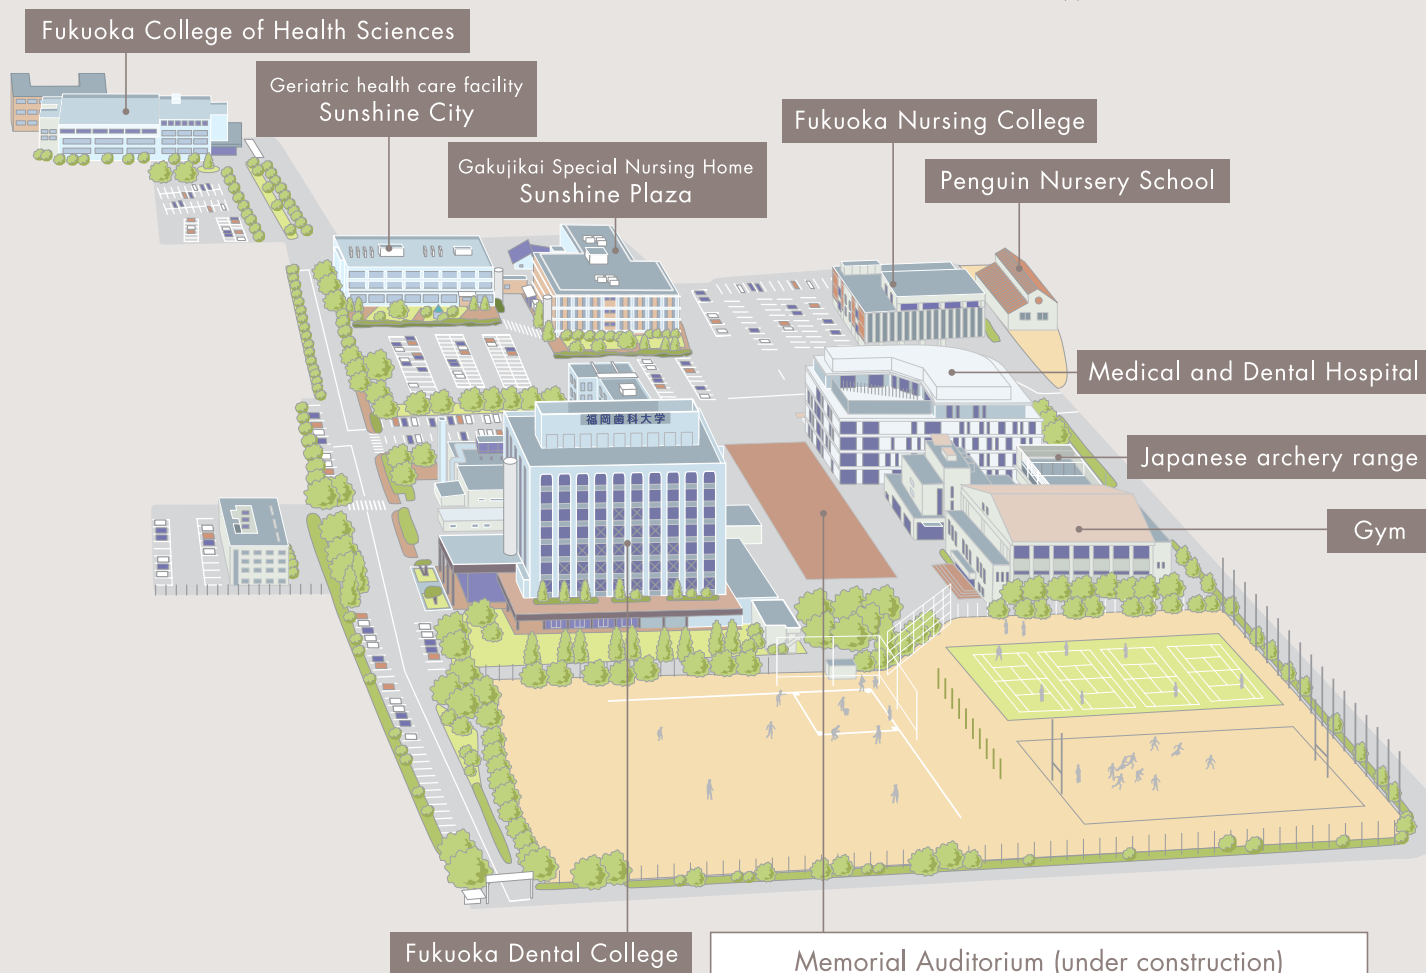 Fukuoka College of Health Sciences
Geriatric health care facility
Sunshine City
Gakujikai Special Nursing Home
Sunshine Plaza
Fukuoka Nursing College
Penguin Nursery School
Medical and Dental Hospital
Japanese archery range
Gym
福岡歯科大学
Fukuoka Dental College
Memorial Auditorium (under construction)